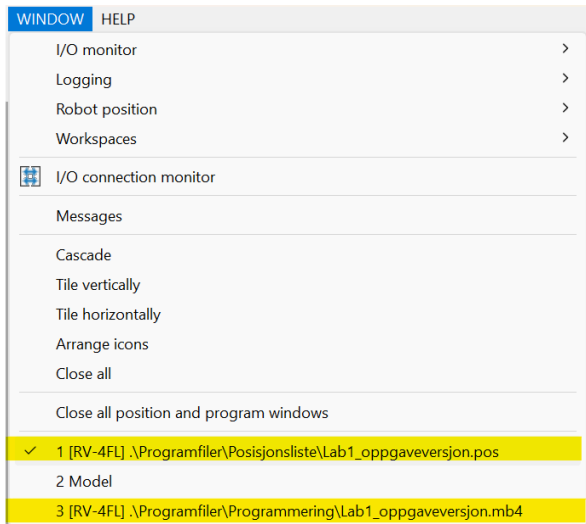 WINDOW HELP
I/O monitor
Logging
Robot position
Workspaces
I/O connection monitor
Messages
Cascade
Tile vertically
Tile horizontally
Arrange icons
Close all
Close all position and program windows
1 [RV-4FL] .\Programfiler\Posisjonsliste\Lab1_oppgaveversjon.pos
2 Model
3 [RV-4FL] .\Programfiler\Programmering\Lab1_oppgaveversjon.mb4